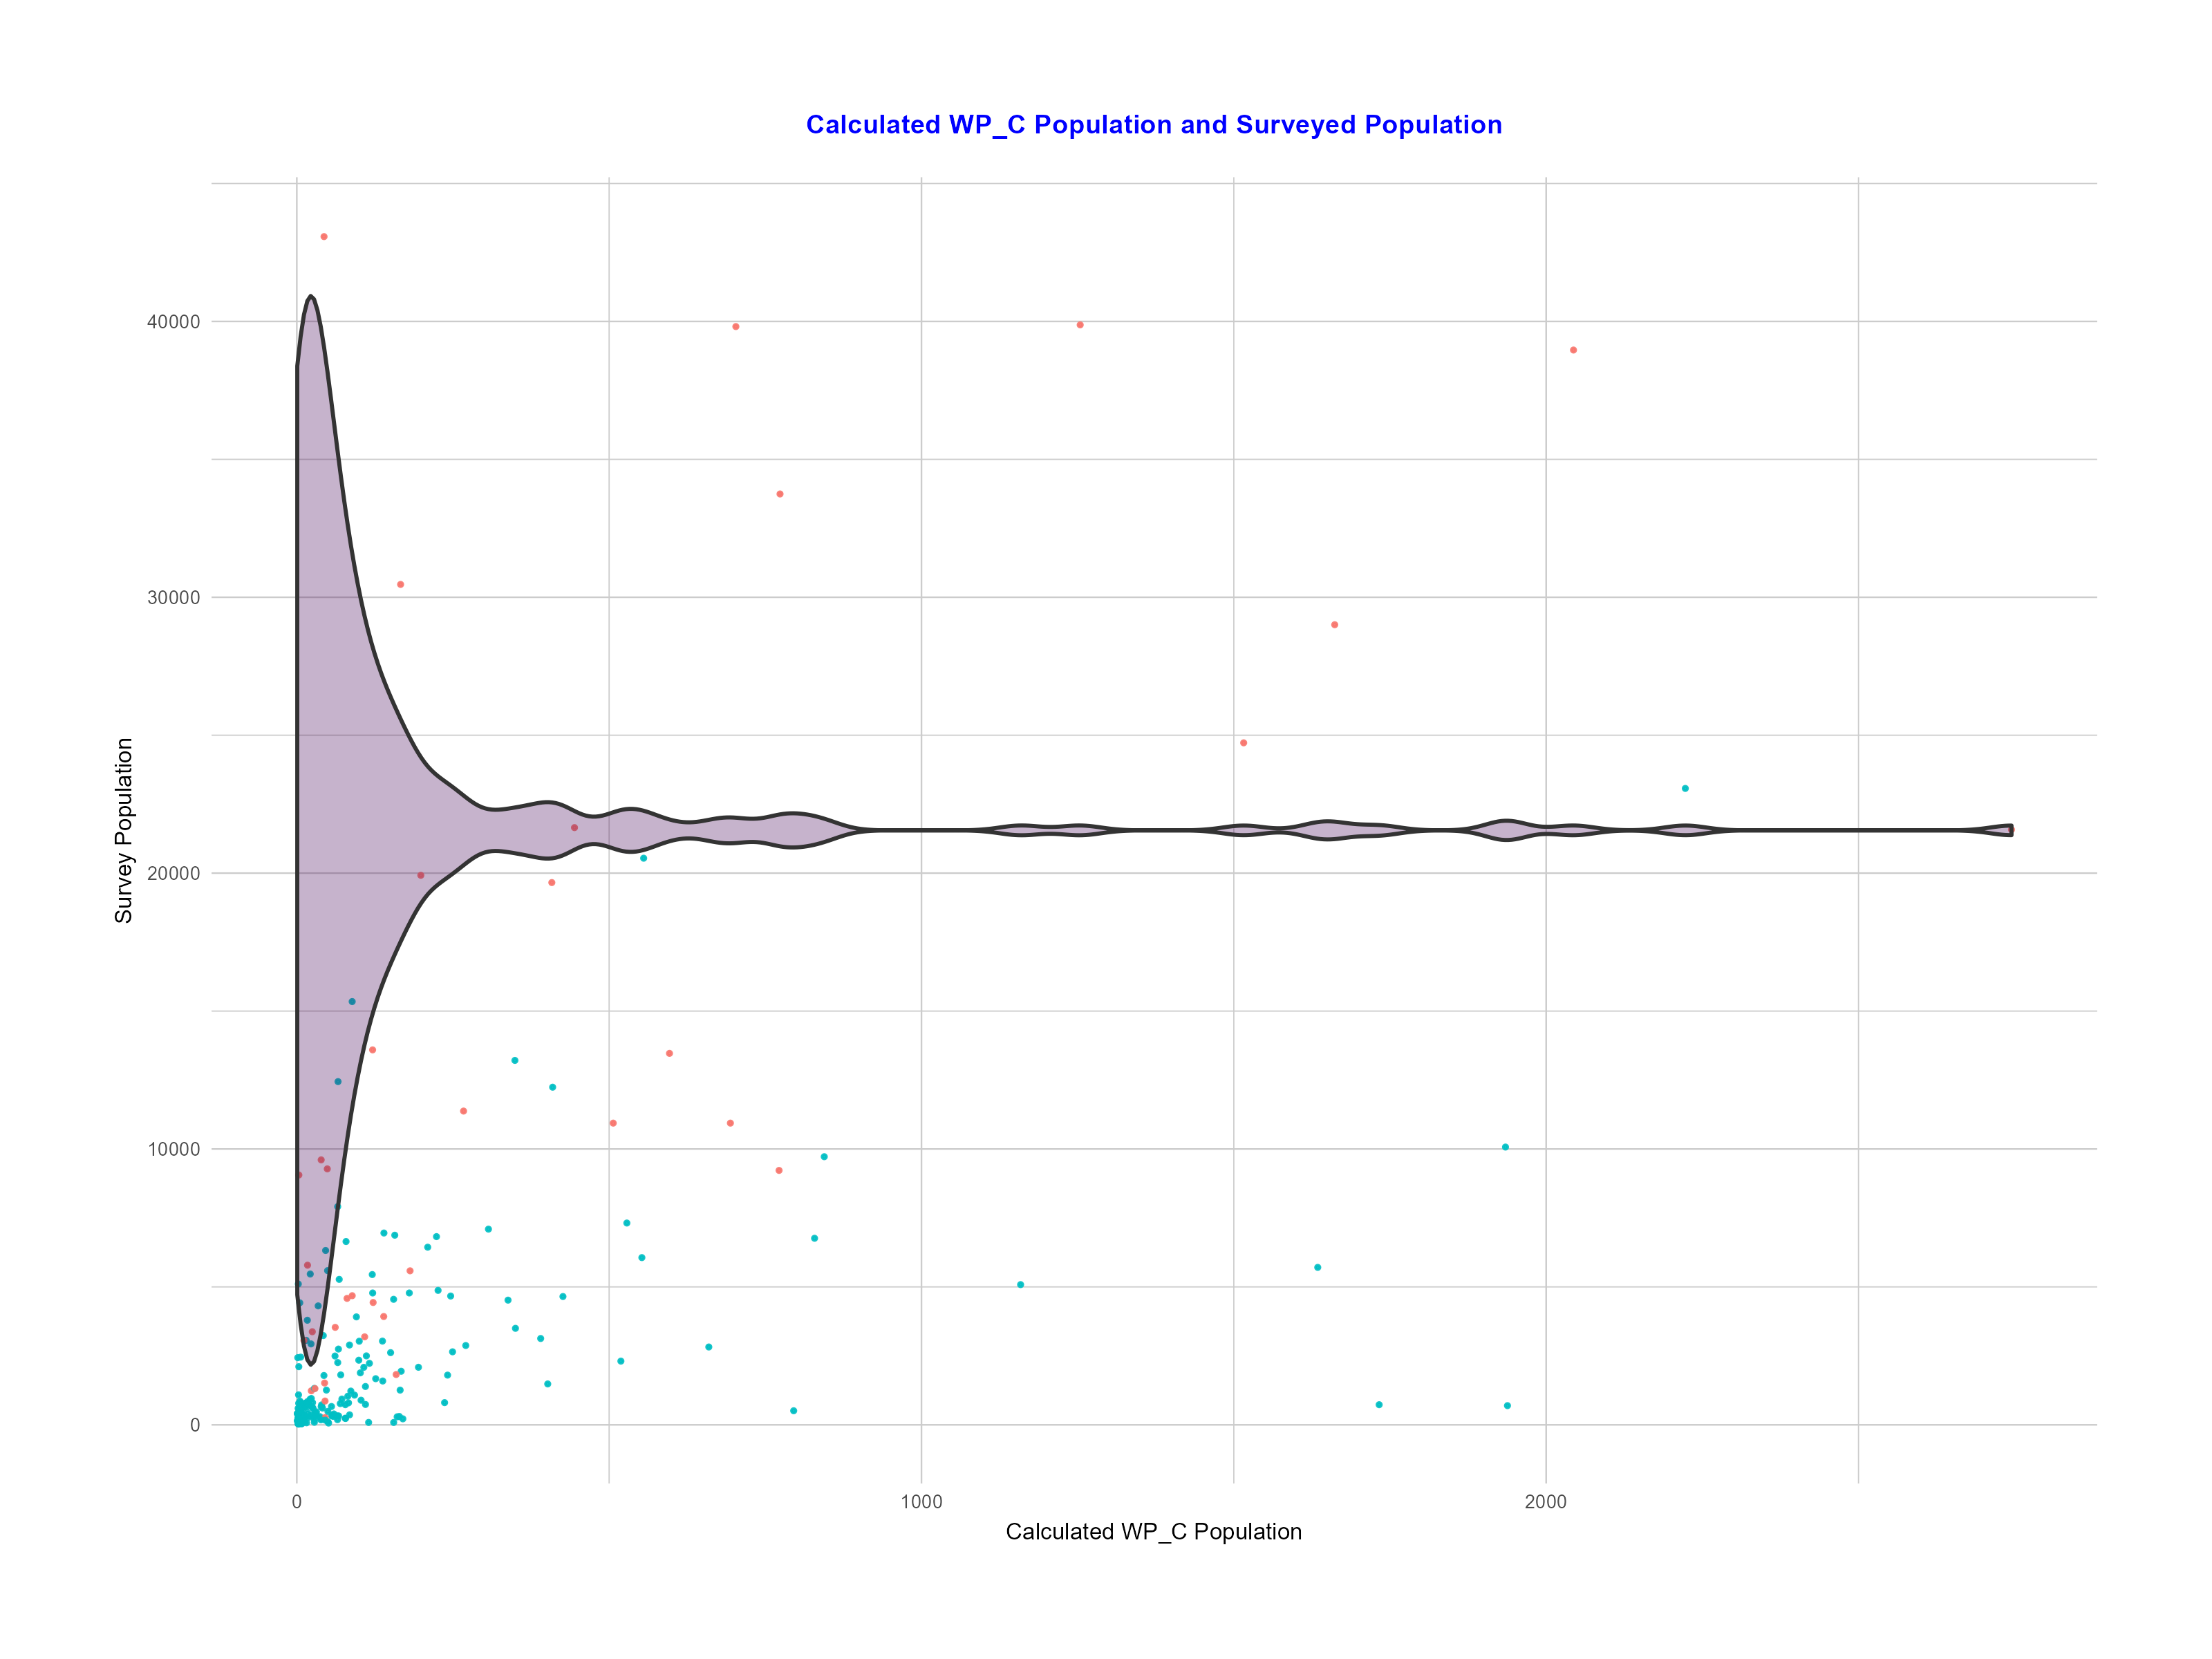 Calculated WP_C Population and Surveyed Population
40000
30000
20000
10000
0
Survey Population
0
1000
2000
Calculated WP_C Population